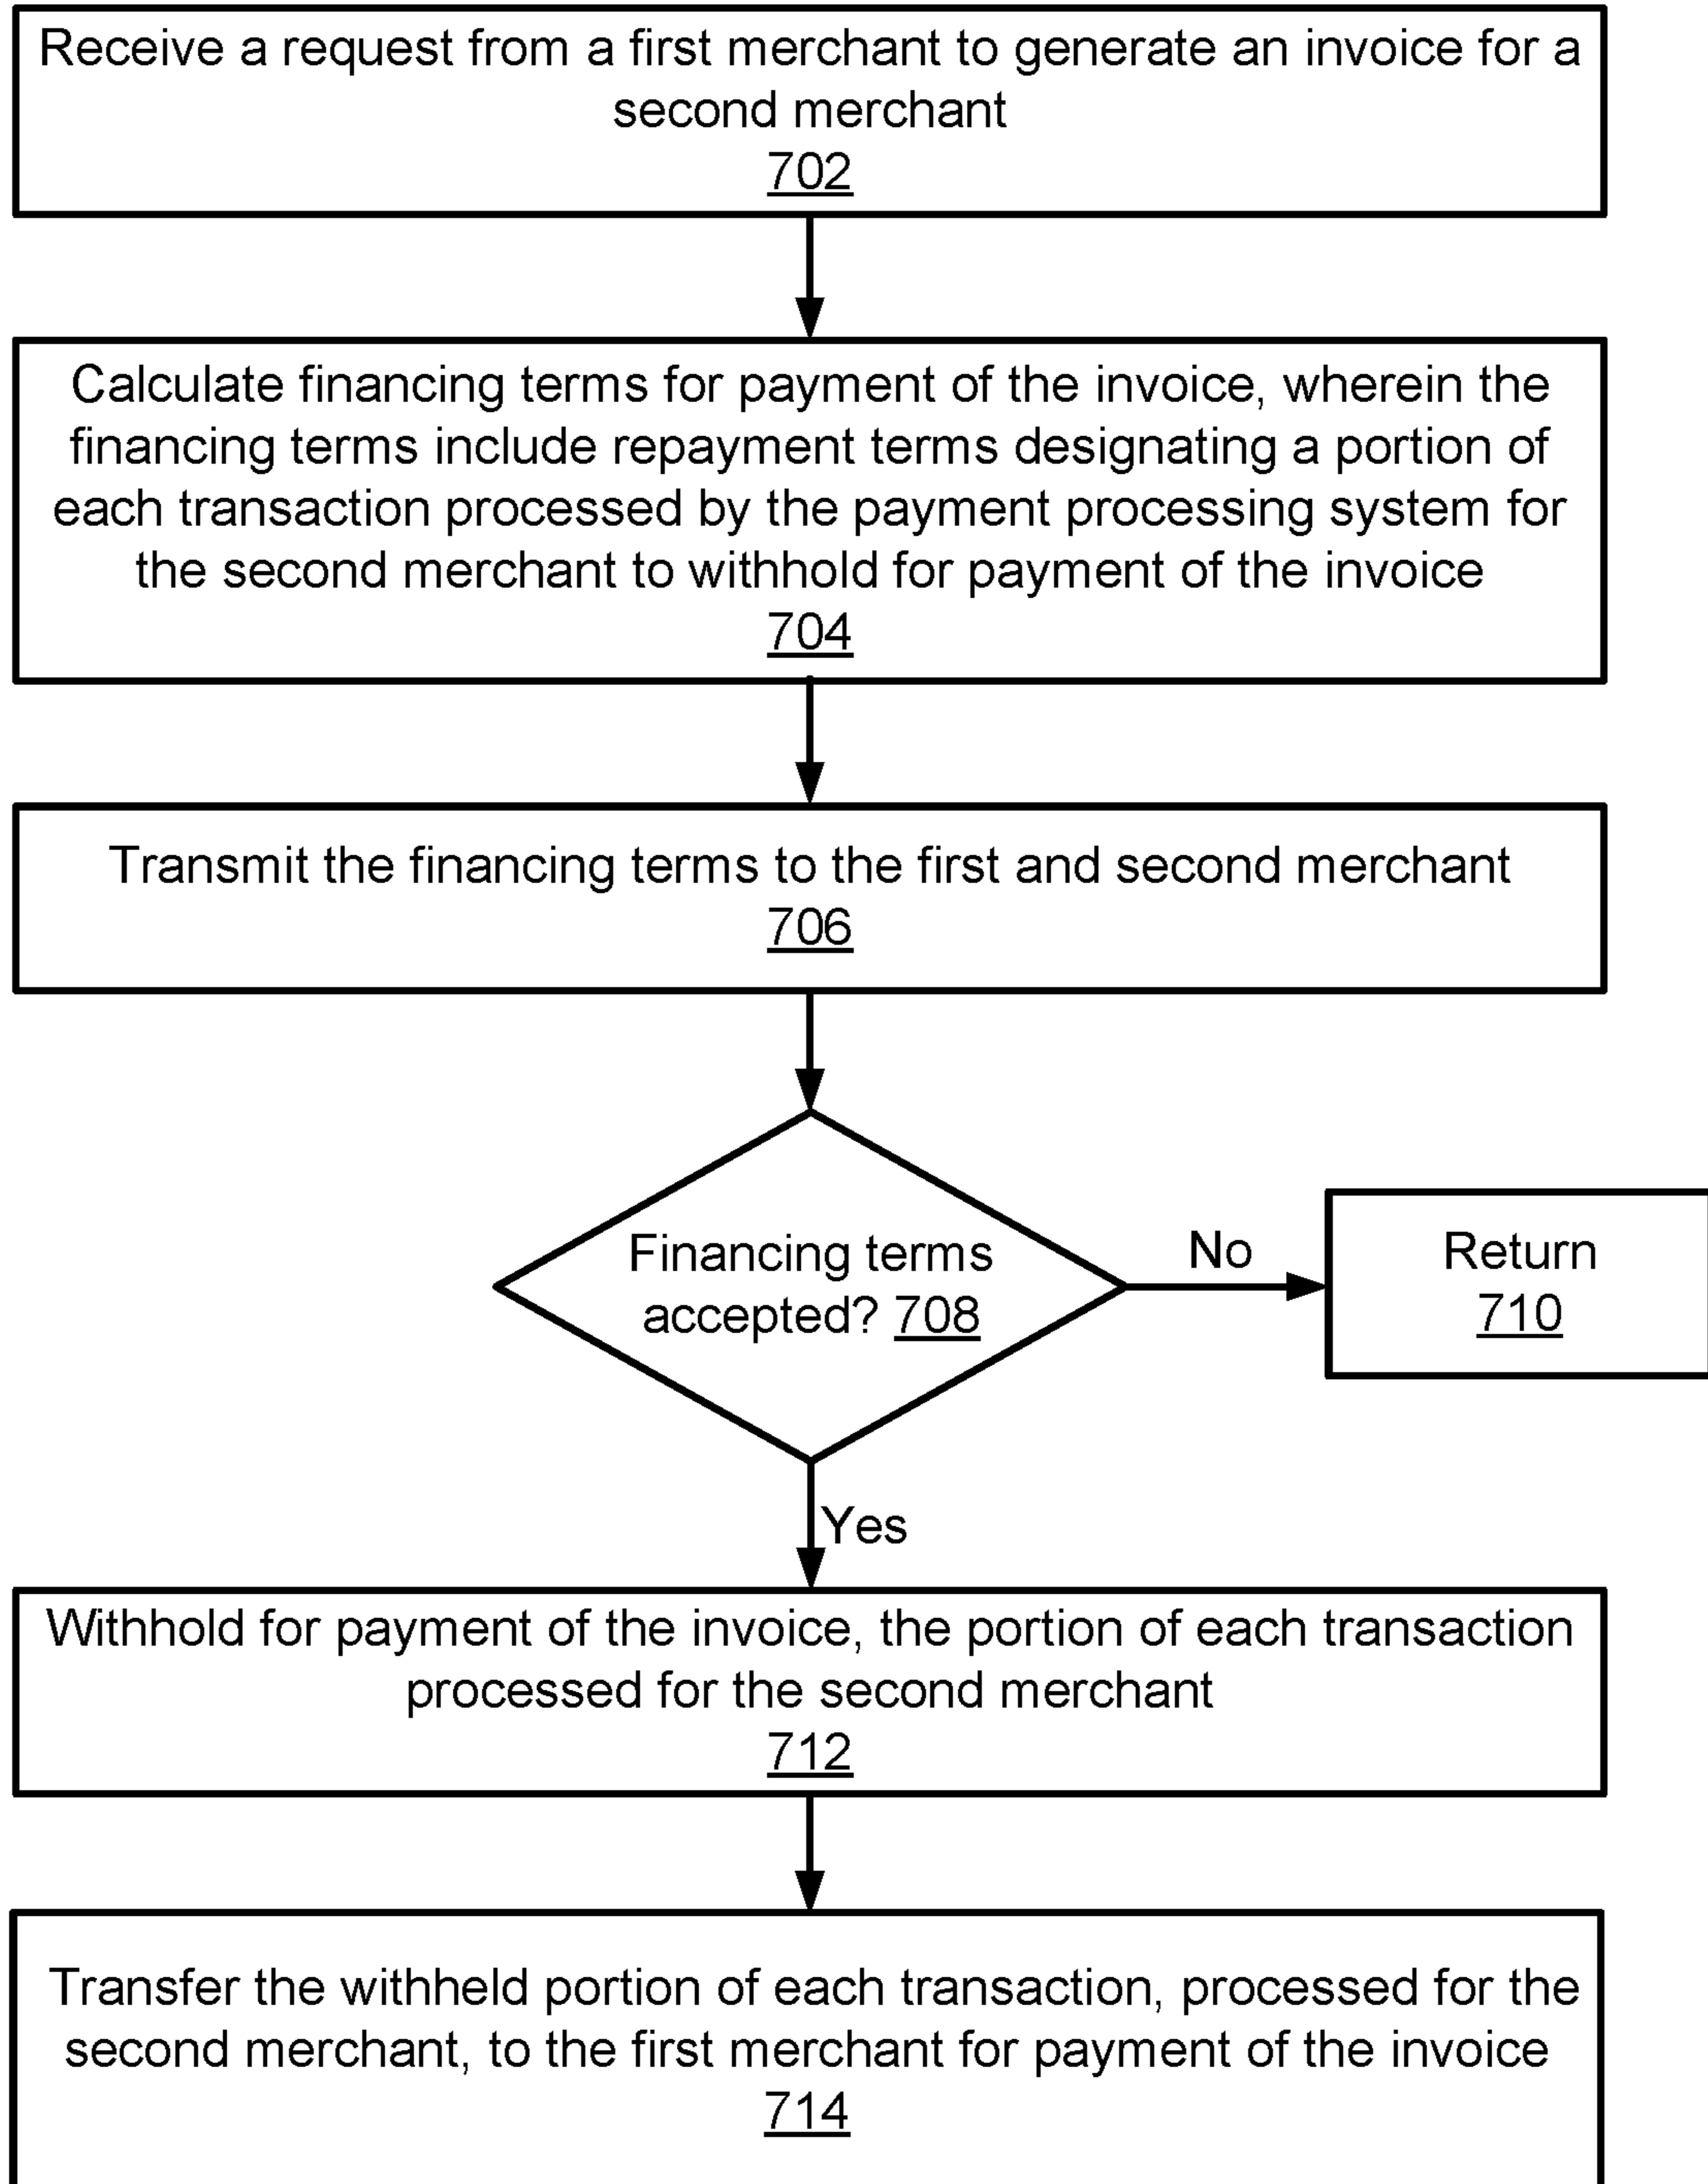 Receive a request from a first merchant to generate an invoice for a
second merchant
702
Calculate financing terms for payment of the invoice, wherein the
financing terms include repayment terms designating a portion of
each transaction processed by the payment processing system for
the second merchant to withhold for payment of the invoice
704
Transmit the financing terms to the first and second merchant
706
Financing terms
accepted? 708
No
Return
710
Yes
Withhold for payment of the invoice, the portion of each transaction
processed for the second merchant
712
Transfer the withheld portion of each transaction, processed for the
second merchant, to the first merchant for payment of the invoice
714